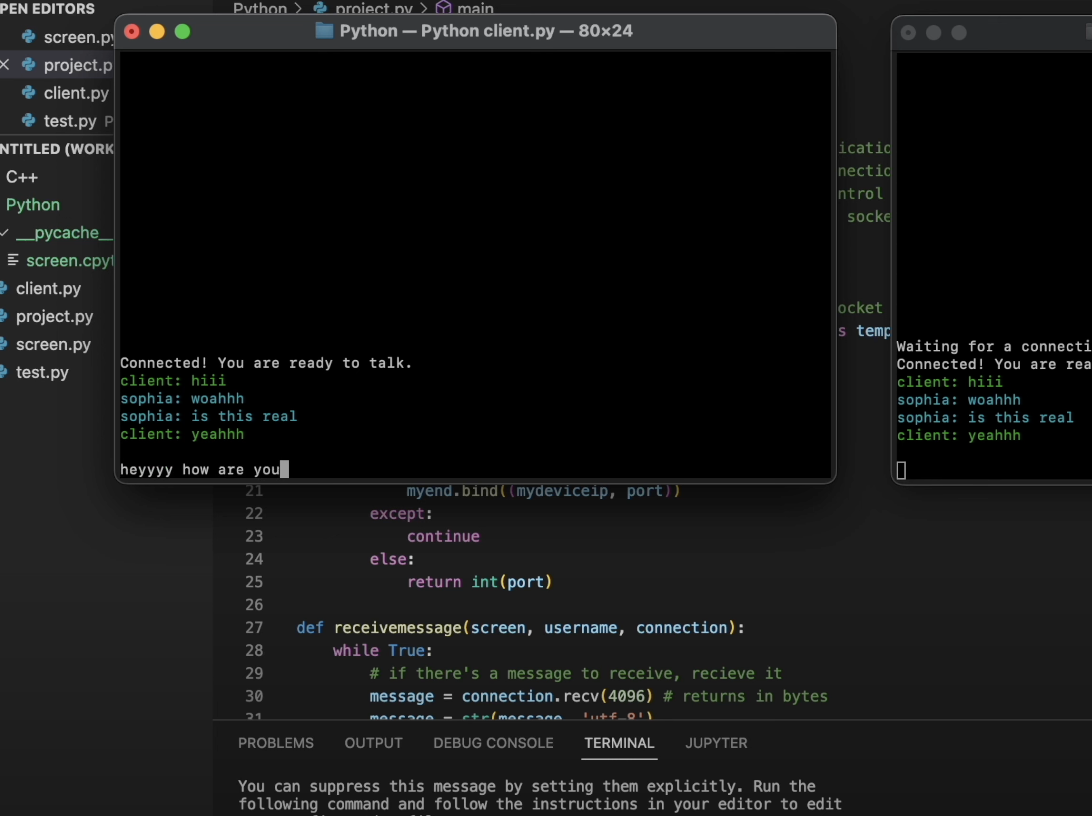 PEN EDITORS
screen.py
project.p
client.py
test.py P
NTITLED (WORK
C++
Python
__pycache__
screen.cpyt
client.py
project.py
screen.py
test.py
Python > project.py > main
Python — Python client.py — 80×24
Connected! You are ready to talk.
client: hiii
sophia: woahhh
sophia: is this real
client: yeahhh
heyyyy how are you
icatio
nectio
ntrol
socke
ocket
s temp
Waiting for a connecti
Connected! You are rea
client: hiii
sophia: woahhh
sophia: is this real
client: yeahhh
21 myend.bind((mydeviceip, port))
22 except:
23 continue
24 else:
25 return int(port)
26
27 def receivemessage(screen, username, connection):
28 while True:
29 # if there's a message to receive, recieve it
30 message = connection.recv(4096) # returns in bytes
31 message = str(message, 'utf-8')
PROBLEMS OUTPUT DEBUG CONSOLE TERMINAL JUPYTER
You can suppress this message by setting them explicitly. Run the
following command and follow the instructions in your editor to edit